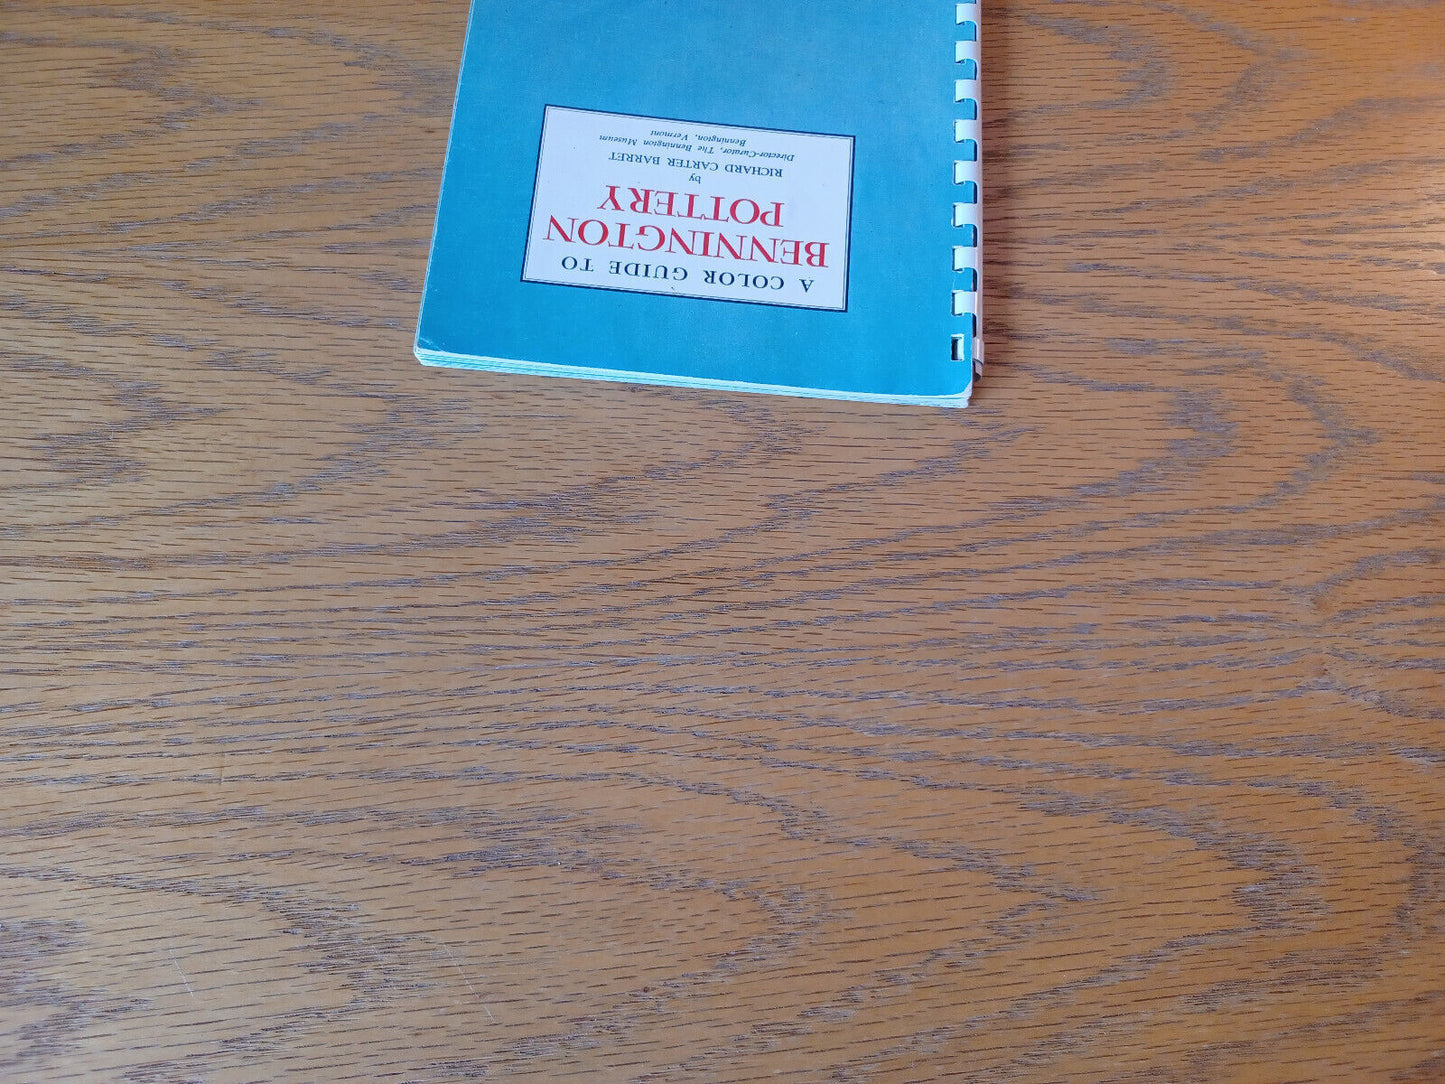 A COLOR GUIDE TO
BENNINGTON
POTTERY
by
RICHARD CARTER BARRET
Director-Curator, The Bennington Museum
Bennington, Vermont